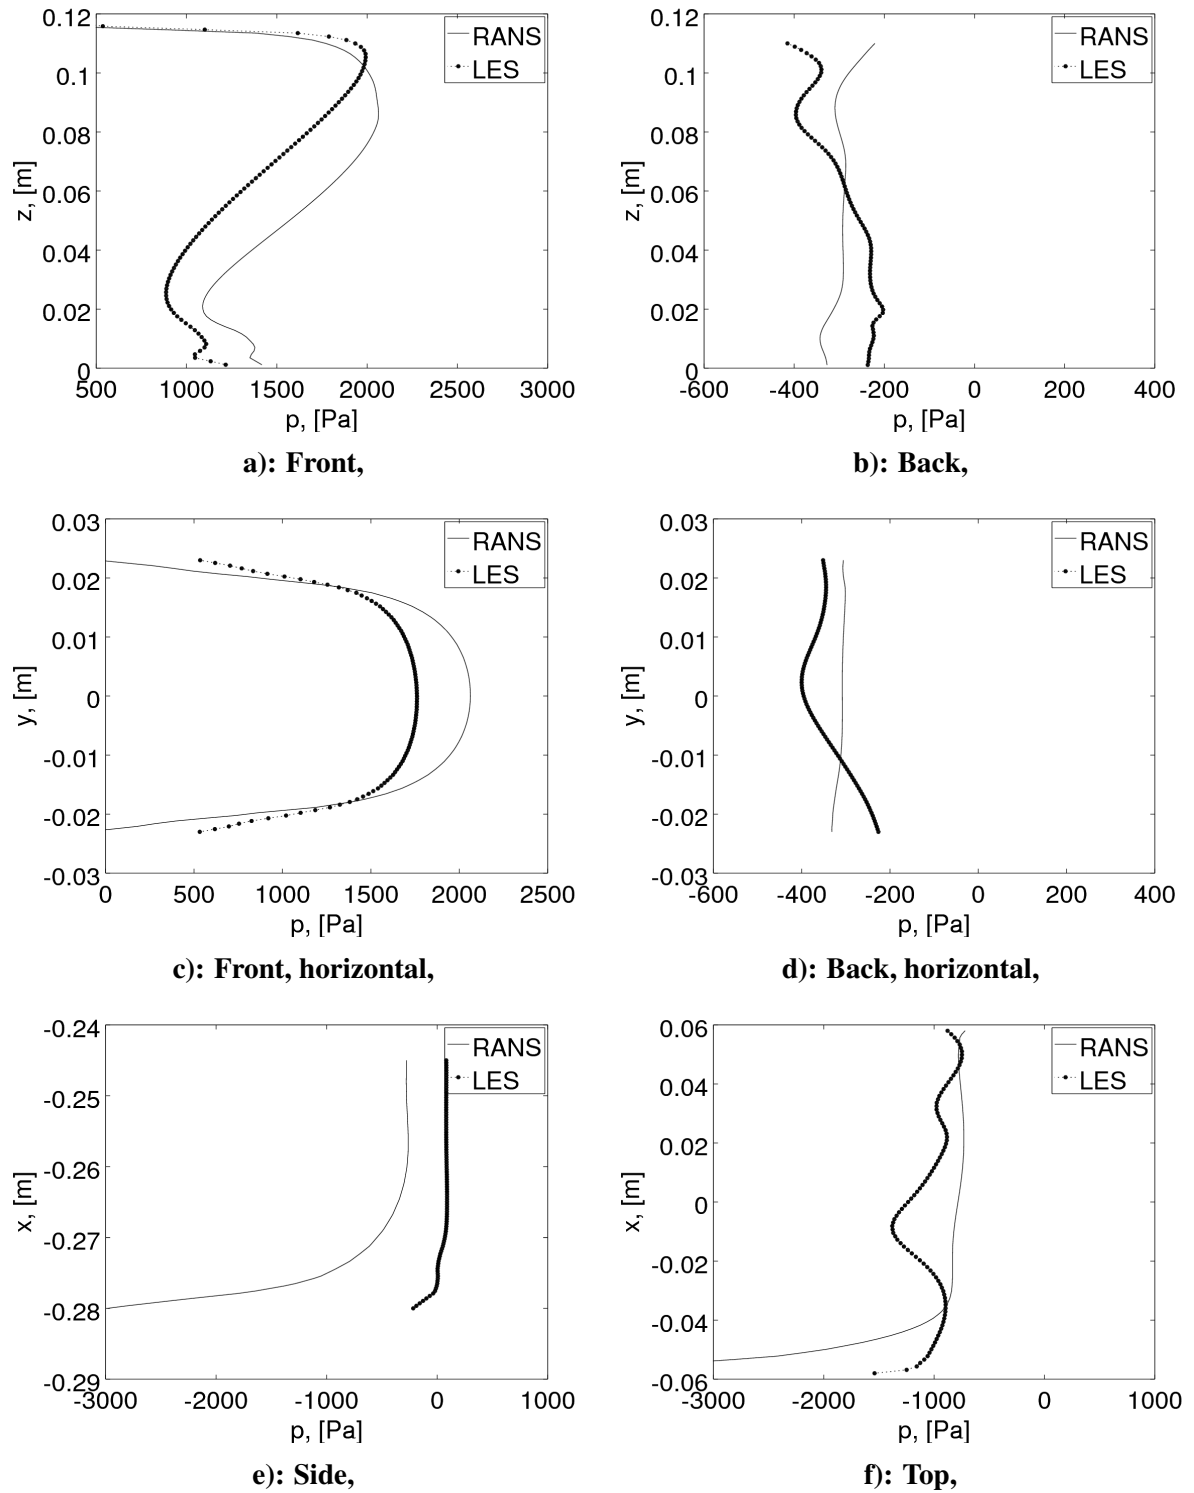 0.12
0.1
0.08
0.06
0.04
0.02
0
z, [m]
500 1000 1500 2000 2500 3000
p, [Pa]
RANS
LES
a): Front,
0.12
0.1
0.08
0.06
0.04
0.02
0
z, [m]
-600 -400 -200 0 200 400
p, [Pa]
RANS
LES
b): Back,
0.03
0.02
0.01
0
-0.01
-0.02
-0.03
y, [m]
0 500 1000 1500 2000 2500
p, [Pa]
RANS
LES
c): Front, horizontal,
0.03
0.02
0.01
0
-0.01
-0.02
-0.03
y, [m]
-600 -400 -200 0 200 400
p, [Pa]
RANS
LES
d): Back, horizontal,
-0.24
-0.25
-0.26
-0.27
-0.28
-0.29
x, [m]
-3000 -2000 -1000 0 1000
p, [Pa]
RANS
LES
e): Side,
0.06
0.04
0.02
0
-0.02
-0.04
-0.06
x, [m]
-3000 -2000 -1000 0 1000
p, [Pa]
RANS
LES
f): Top,